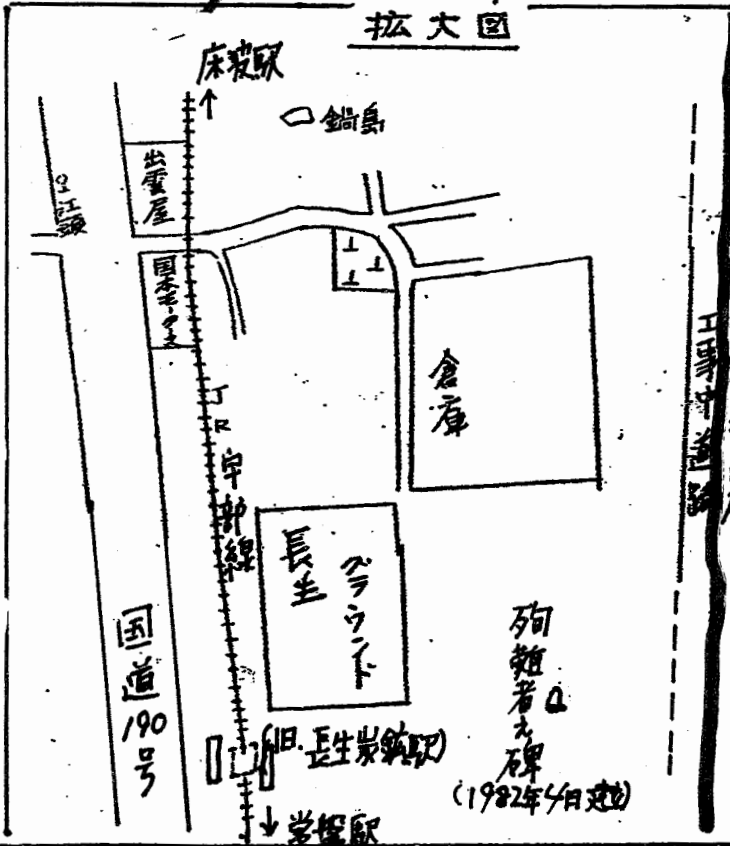 拡大図
床波駅
↑
鍋島
江頭
出雲屋
国本モータース
JR宇部線
倉庫
工事中道路
長生
グラウンド
国道190号
殉難者之碑
(1982年4月建立)
(旧.長生炭鉱駅)
↓常盤駅